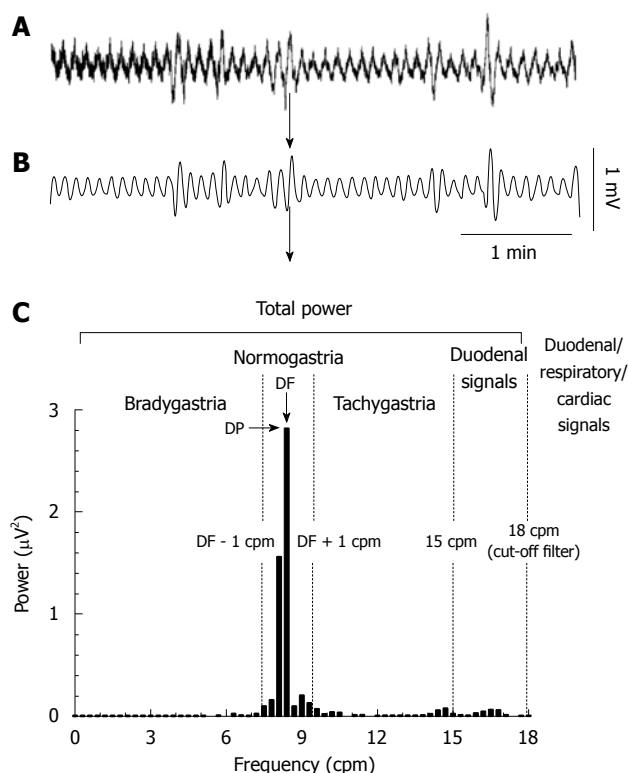 A
B
1 mV
1 min
C
Total power
Normogastria
Duodenal
signals
Duodenal/
respiratory/
cardiac
signals
Bradygastria
DF
Tachygastria
DP
DF - 1 cpm
DF + 1 cpm
15 cpm
18 cpm
(cut-off filter)
Power (μV²)
3
2
1
0
0 3 6 9 12 15 18
Frequency (cpm)